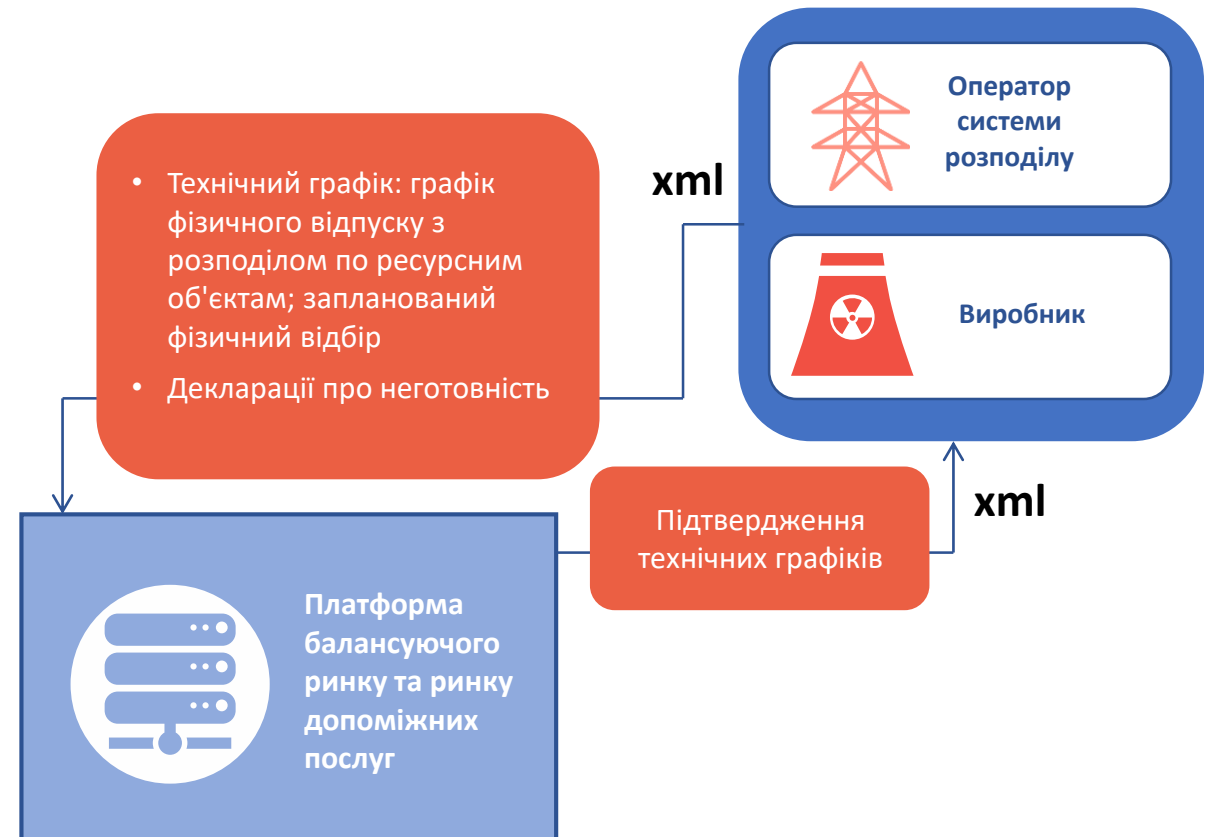 Оператор
системи
розподілу
xml
• Технічний графік: графік
фізичного відпуску з
розподілом по ресурсним
об'єктам; запланований
фізичний відбір
• Декларації про неготовність
Виробник
xml
Підтвердження
технічних графіків
Платформа
балансуючого
ринку та ринку
допоміжних
послуг